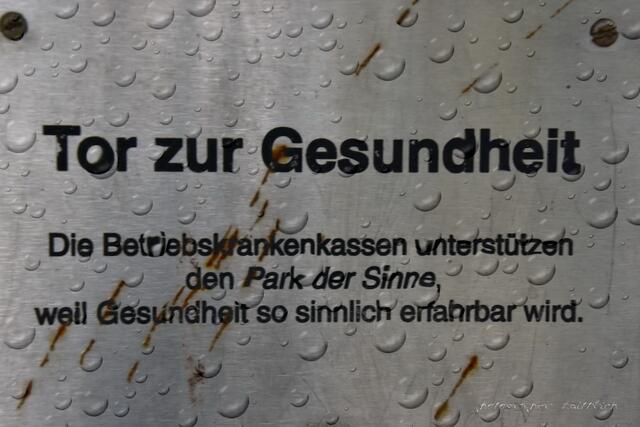 Tor zur Gesundheit
Die Betriebskrankenkassen unterstützen
den Park der Sinne,
weil Gesundheit so sinnlich erfahrbar wird.